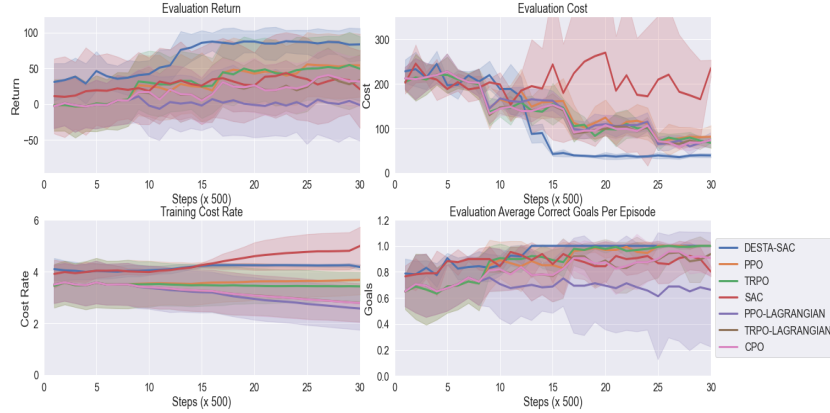 Evaluation Return
100
50
0
−50
Return
0
5
10
15
20
25
30
Steps (x 500)
Evaluation Cost
300
200
100
0
Cost
0
5
10
15
20
25
30
Steps (x 500)
Training Cost Rate
6
4
2
0
Cost Rate
0
5
10
15
20
25
30
Steps (x 500)
Evaluation Average Correct Goals Per Episode
1.2
1.0
0.8
0.6
0.4
0.2
0.0
Goals
0
5
10
15
20
25
30
Steps (x 500)
DESTA-SAC
PPO
TRPO
SAC
PPO-LAGRANGIAN
TRPO-LAGRANGIAN
CPO